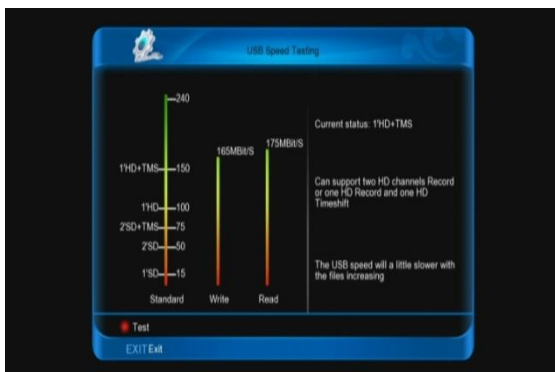 USB Speed Testing
240
1'HD+TMS 150
1'HD 100
2'SD+TMS 75
2'SD 50
1'SD 15
Standard
165MBit/S
Write
175MBit/S
Read
Current status: 1'HD+TMS
Can support two HD channels Record
or one HD Record and one HD
Timeshift
The USB speed will a little slower with
the files increasing
Test
EXIT Exit